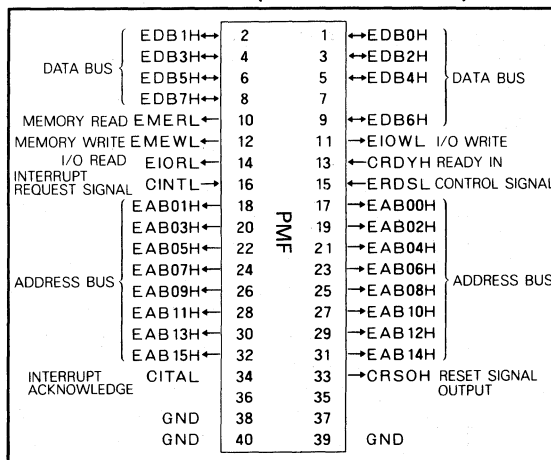 EDB1H↔ 2 1 ↔EDB0H
EDB3H↔ 4 3 ↔EDB2H
DATA BUS
EDB5H↔ 6 5 ↔EDB4H DATA BUS
EDB7H↔ 8 7
MEMORY READ EMERL← 10 9 ↔EDB6H
MEMORY WRITE EMEWL← 12 11 →EIOWL I/O WRITE
I/O READ EIORL← 14 13 ←CRDYH READY IN
INTERRUPT
REQUEST SIGNAL CINTL→ 16 15 ←ERDSL CONTROL SIGNAL
EAB01H← 18 17 →EAB00H
EAB03H← 20 19 →EAB02H
EAB05H← 22 21 →EAB04H
PMF
EAB07H← 24 23 →EAB06H
ADDRESS BUS EAB09H← 26 25 →EAB08H ADDRESS BUS
EAB11H← 28 27 →EAB10H
EAB13H← 30 29 →EAB12H
EAB15H← 32 31 →EAB14H
INTERRUPT
ACKNOWLEDGE CITAL 34 33 →CRSOH RESET SIGNAL
OUTPUT
36 35
GND 38 37
GND 40 39 GND